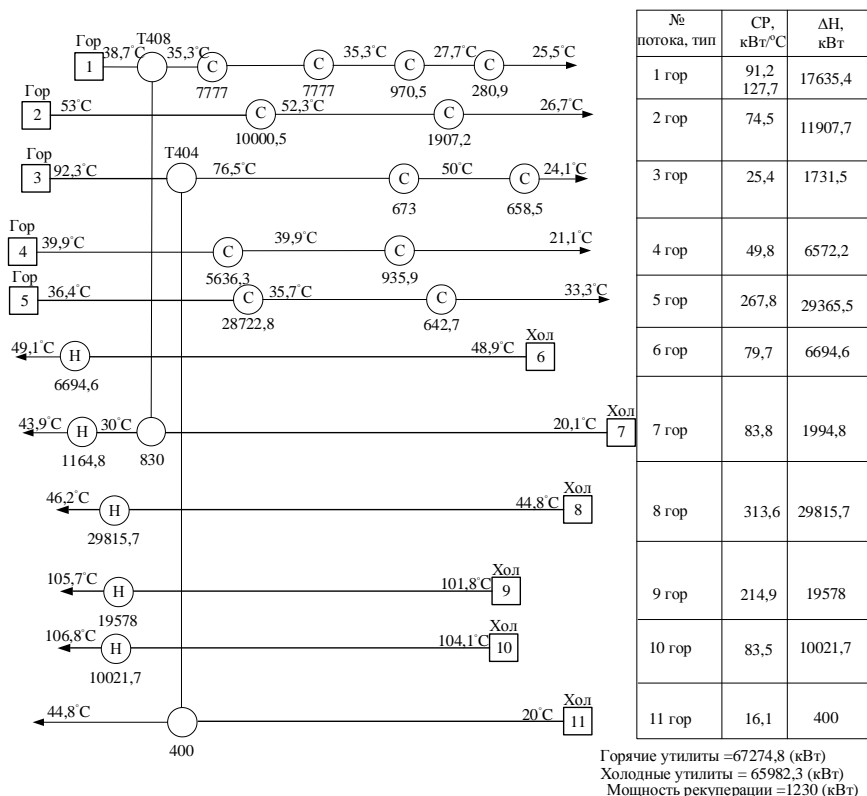 Гор T408
1 38,7°C 35,3°C C C 35,3°C C 27,7°C C 25,5°C
7777 7777 970,5 280,9
Гор
2 53°C C 52,3°C C 26,7°C
10000,5 1907,2
Гор T404
3 92,3°C 76,5°C C 50°C C 24,1°C
673 658,5
Гор
4 39,9°C C 39,9°C C 21,1°C
5636,3 935,9
Гор
5 36,4°C C 35,7°C C 33,3°C
28722,8 642,7
Хол
49,1°C H 48,9°C 6
6694,6
Хол
43,9°C H 30°C 20,1°C 7
1164,8 830
Хол
46,2°C H 44,8°C 8
29815,7
Хол
105,7°C H 101,8°C 9
19578
Хол
106,8°C H 104,1°C 10
10021,7
Хол
44,8°C 20°C 11
400
№ CP, ΔH,
потока, тип кВт/°C кВт
1 гор 91,2 17635,4
127,7
2 гор 74,5 11907,7
3 гор 25,4 1731,5
4 гор 49,8 6572,2
5 гор 267,8 29365,5
6 гор 79,7 6694,6
7 гор 83,8 1994,8
8 гор 313,6 29815,7
9 гор 214,9 19578
10 гор 83,5 10021,7
11 гор 16,1 400
Горячие утилиты =67274,8 (кВт)
Холодные утилиты = 65982,3 (кВт)
Мощность рекуперации =1230 (кВт)